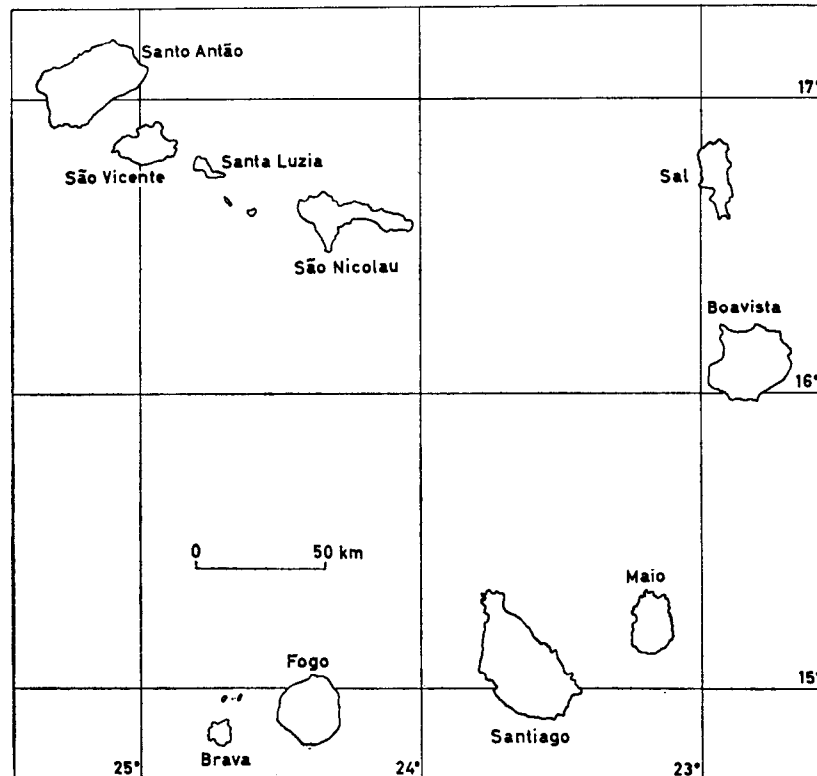 Santo Antão
17°
Santa Luzia
São Vicente
Sal
São Nicolau
Boavista
16°
0 50 km
Maio
Fogo
15°
Santiago
Brava
25° 24° 23°